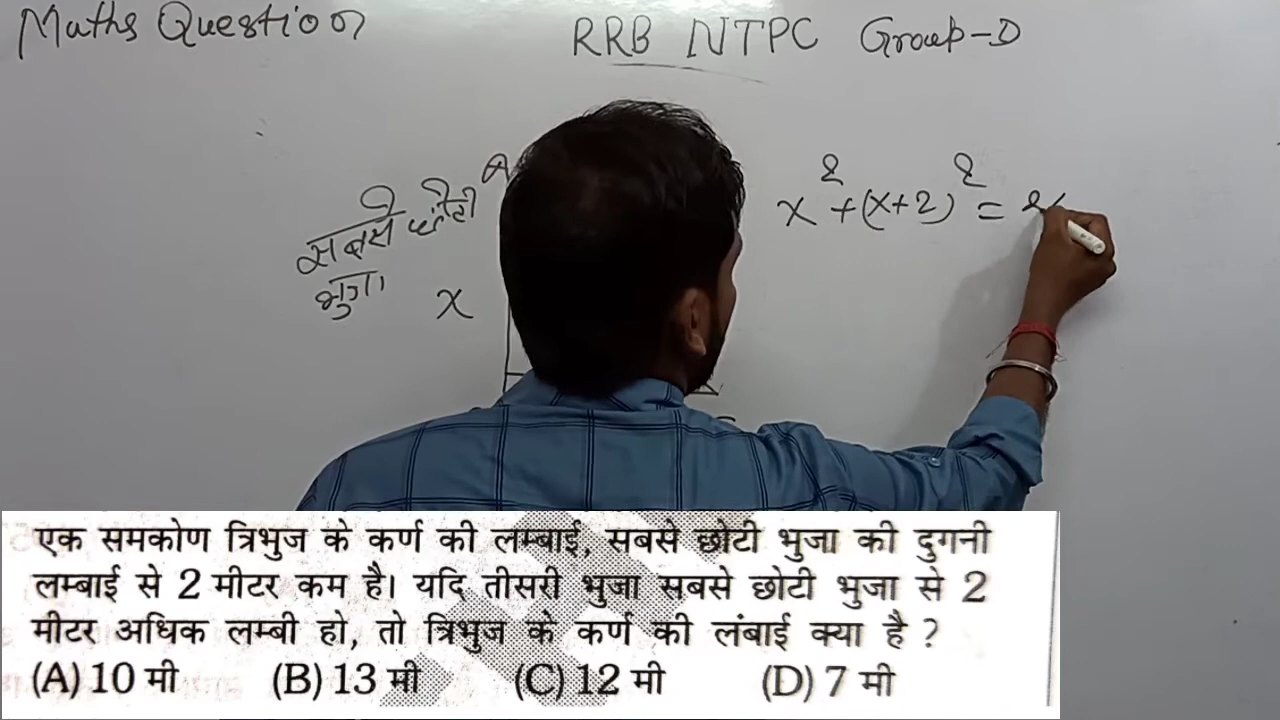 Maths Question
RRB NTPC Group-D
सबसे छोटी
भुजा
x
A
x² + (x+2)² =
एक समकोण त्रिभुज के कर्ण की लम्बाई, सबसे छोटी भुजा की दुगनी
लम्बाई से 2 मीटर कम है। यदि तीसरी भुजा सबसे छोटी भुजा से 2
मीटर अधिक लम्बी हो, तो त्रिभुज के कर्ण की लंबाई क्या है ?
(A) 10 मी (B) 13 मी (C) 12 मी (D) 7 मी